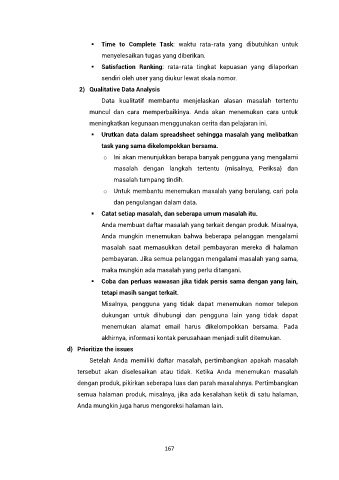 ▪ Time to Complete Task: waktu rata-rata yang dibutuhkan untuk
menyelesaikan tugas yang diberikan.
▪ Satisfaction Ranking: rata-rata tingkat kepuasan yang dilaporkan
sendiri oleh user yang diukur lewat skala nomor.
2) Qualitative Data Analysis
Data kualitatif membantu menjelaskan alasan masalah tertentu
muncul dan cara memperbaikinya. Anda akan menemukan cara untuk
meningkatkan kegunaan menggunakan cerita dan pelajaran ini.
▪ Urutkan data dalam spreadsheet sehingga masalah yang melibatkan
task yang sama dikelompokkan bersama.
o Ini akan menunjukkan berapa banyak pengguna yang mengalami
masalah dengan langkah tertentu (misalnya, Periksa) dan
masalah tumpang tindih.
o Untuk membantu menemukan masalah yang berulang, cari pola
dan pengulangan dalam data.
▪ Catat setiap masalah, dan seberapa umum masalah itu.
Anda membuat daftar masalah yang terkait dengan produk. Misalnya,
Anda mungkin menemukan bahwa beberapa pelanggan mengalami
masalah saat memasukkan detail pembayaran mereka di halaman
pembayaran. Jika semua pelanggan mengalami masalah yang sama,
maka mungkin ada masalah yang perlu ditangani.
▪ Coba dan perluas wawasan jika tidak persis sama dengan yang lain,
tetapi masih sangat terkait.
Misalnya, pengguna yang tidak dapat menemukan nomor telepon
dukungan untuk dihubungi dan pengguna lain yang tidak dapat
menemukan alamat email harus dikelompokkan bersama. Pada
akhirnya, informasi kontak perusahaan menjadi sulit ditemukan.
d) Prioritize the issues
Setelah Anda memiliki daftar masalah, pertimbangkan apakah masalah
tersebut akan diselesaikan atau tidak. Ketika Anda menemukan masalah
dengan produk, pikirkan seberapa luas dan parah masalahnya. Pertimbangkan
semua halaman produk, misalnya, jika ada kesalahan ketik di satu halaman,
Anda mungkin juga harus mengoreksi halaman lain.
167